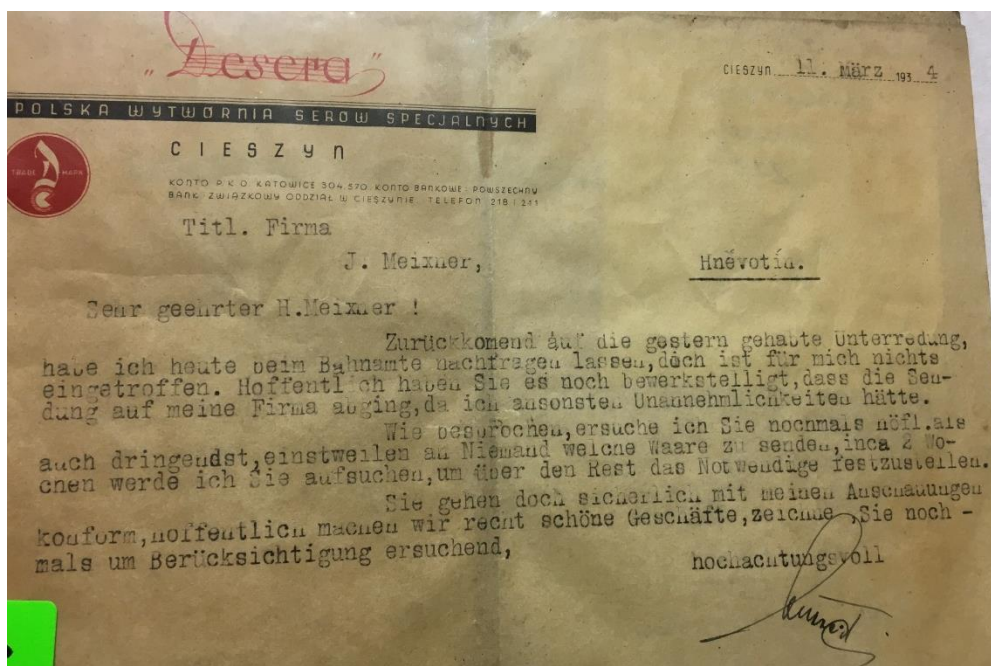 „Desera"
CIESZYN 11. März 1934
POLSKA WYTWÓRNIA SERÓW SPECJALNYCH
TRADE MARK
CIESZYN
KONTO P.K.O. KATOWICE 304.570 KONTO BANKOWE: POWSZECHNY
BANK ZWIĄZKOWY ODDZIAŁ W CIESZYNIE. TELEFON 218 I 241
Titl. Firma
J. Meixner,
Hněvotín.
Sehr geehrter H.Meixner !
Zurückkomend auf die gestern gehabte Unterredung,
habe ich heute beim Bahnamte nachfragen lassen,doch ist für mich nichts
eingetroffen. Hoffentlich haben Sie es noch bewerkstelligt,dass die Sen-
dung auf meine Firma abging,da ich ansonsten Unannehmlichkeiten hätte.
Wie besprochen,ersuche ich Sie nochmals höfl.als
auch dringendst,einstweilen an Niemand welche Waare zu senden,inca 2 Wo-
chen werde ich Sie aufsuchen,um über den Rest das Notwendige festzustellen.
Sie gehen doch sicherlich mit meinen Anschauungen
konform,hoffentlich machen wir recht schöne Geschäfte,zeichne ,Sie noch -
mals um Berücksichtigung ersuchend,
hochachtungsvoll